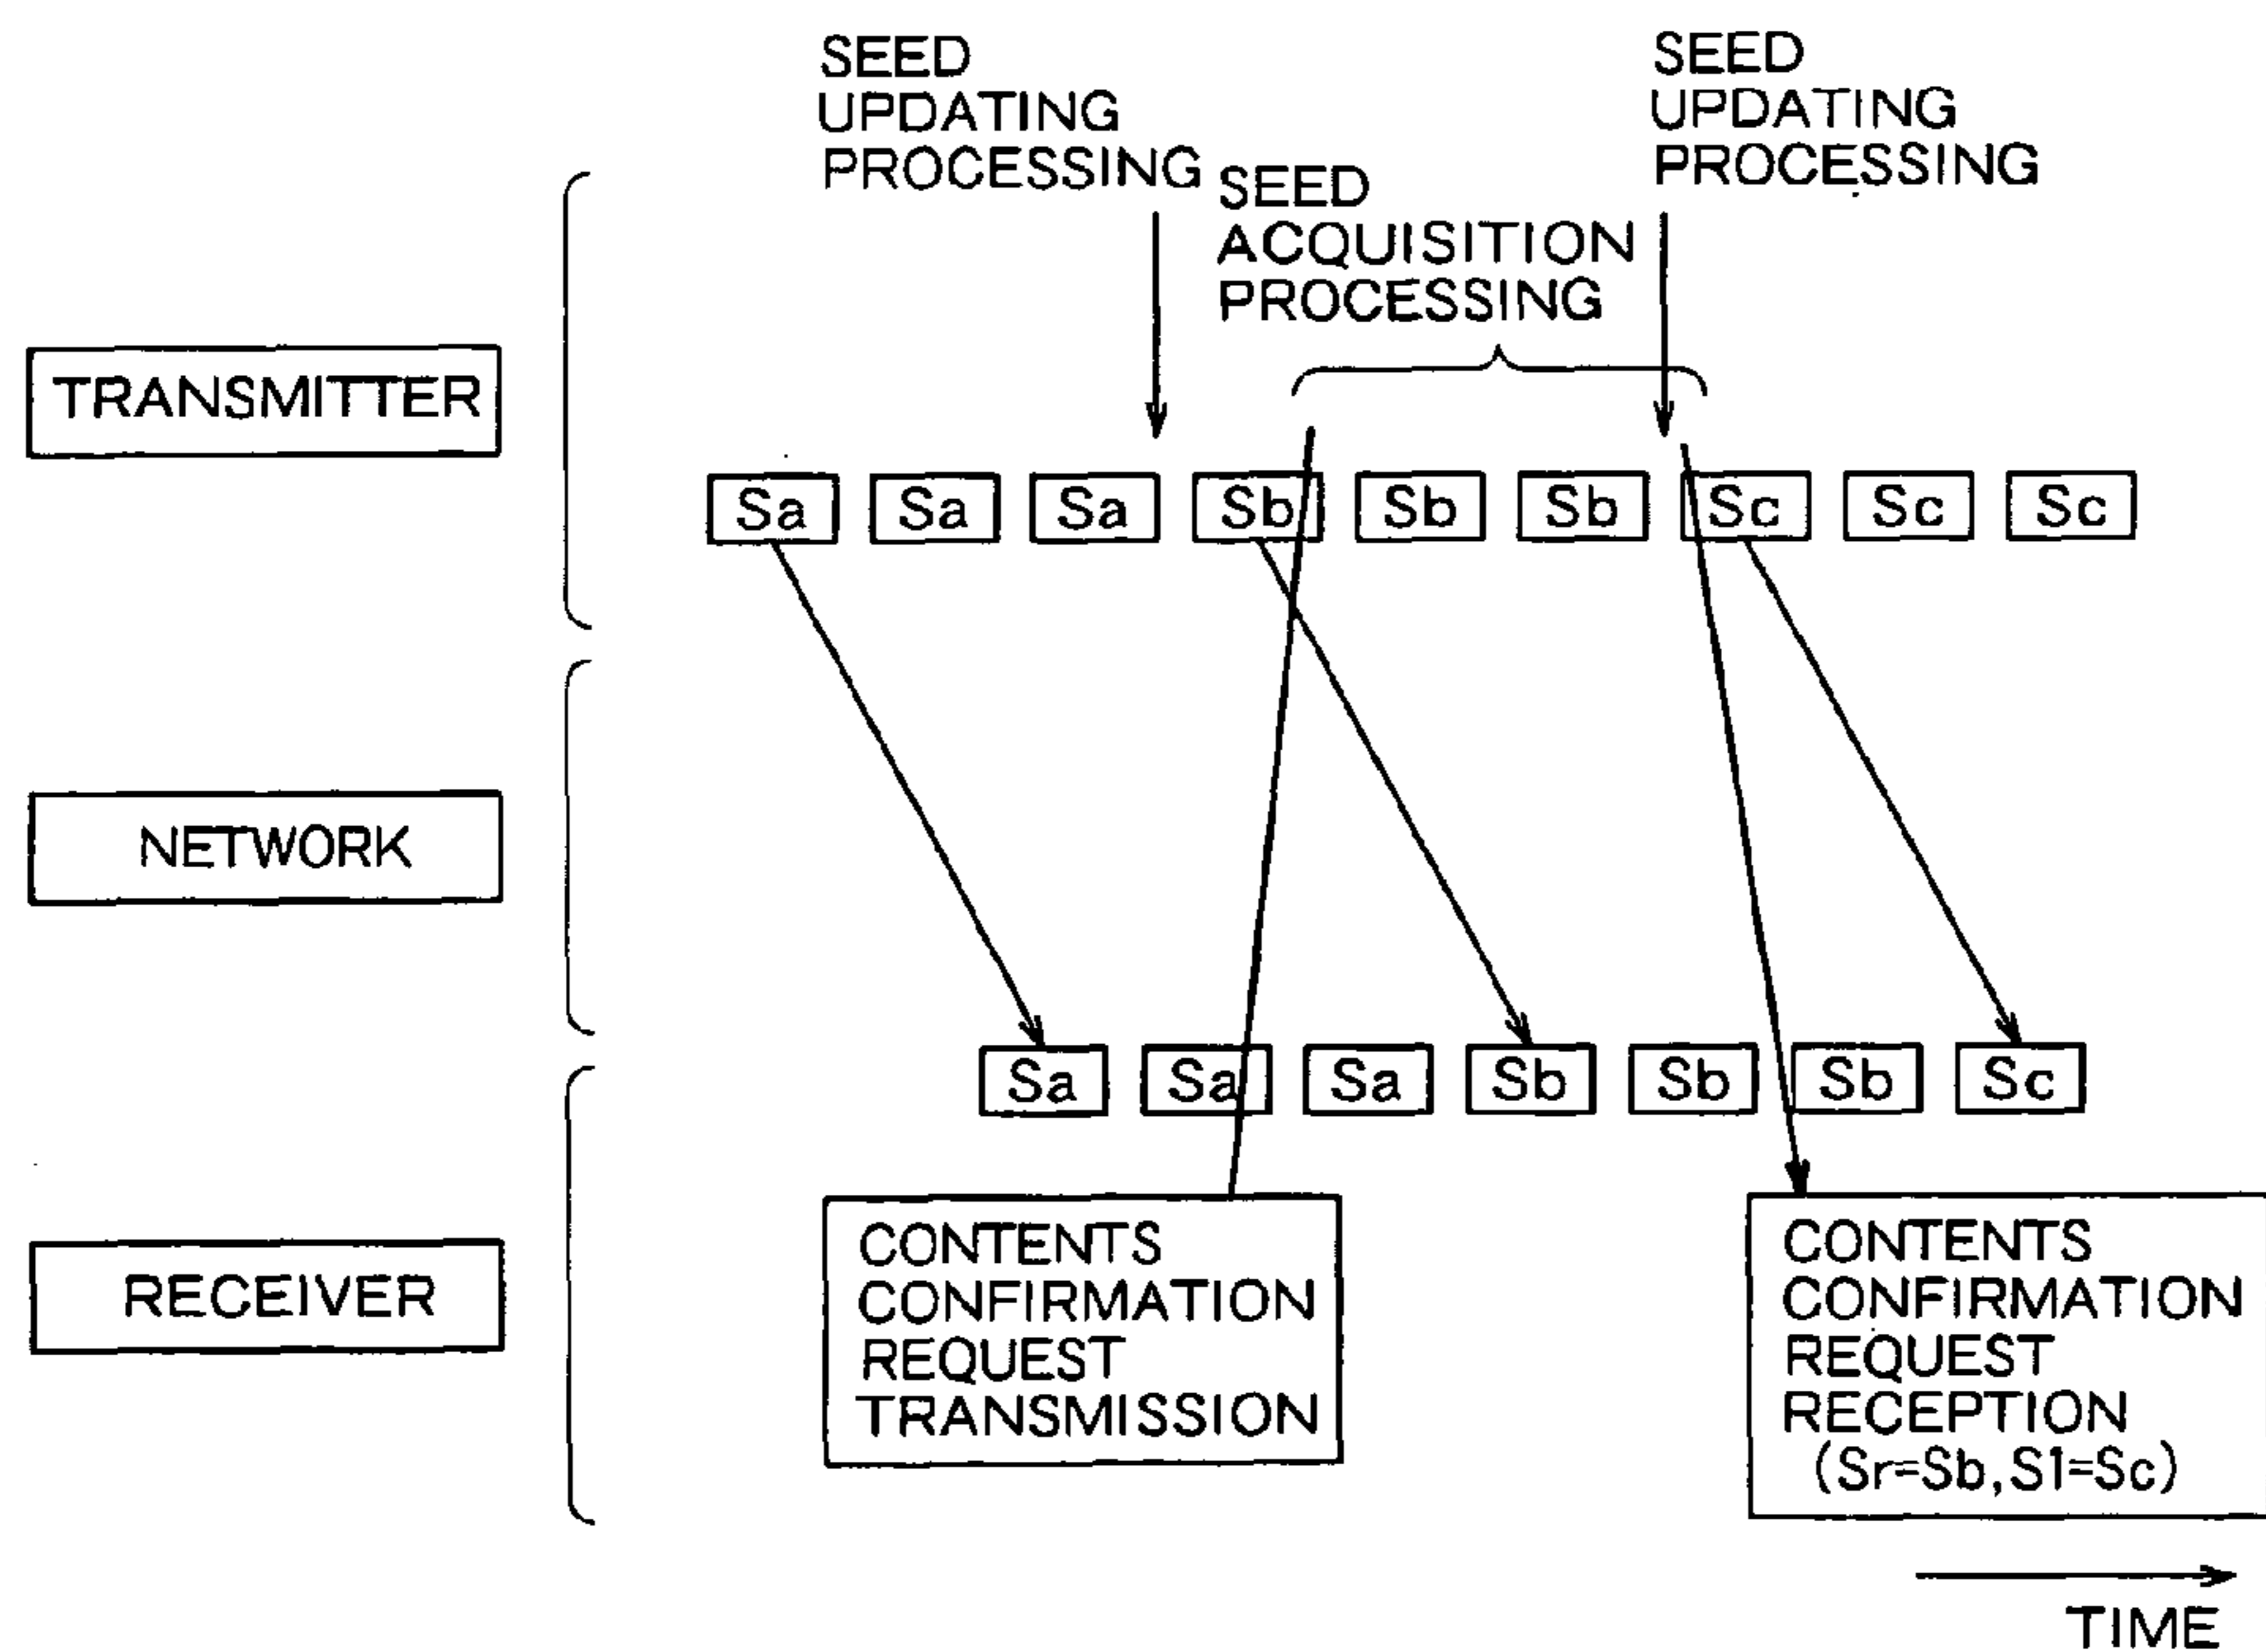 SEED
UPDATING
PROCESSING
SEED
UPDATING
PROCESSING
SEED
ACQUISITION
PROCESSING
TRANSMITTER
Sa Sa Sa Sb Sb Sb Sc Sc Sc
NETWORK
Sa Sa Sa Sb Sb Sb Sc
RECEIVER
CONTENTS
CONFIRMATION
REQUEST
TRANSMISSION
CONTENTS
CONFIRMATION
REQUEST
RECEPTION
(Sr=Sb,S1=Sc)
TIME